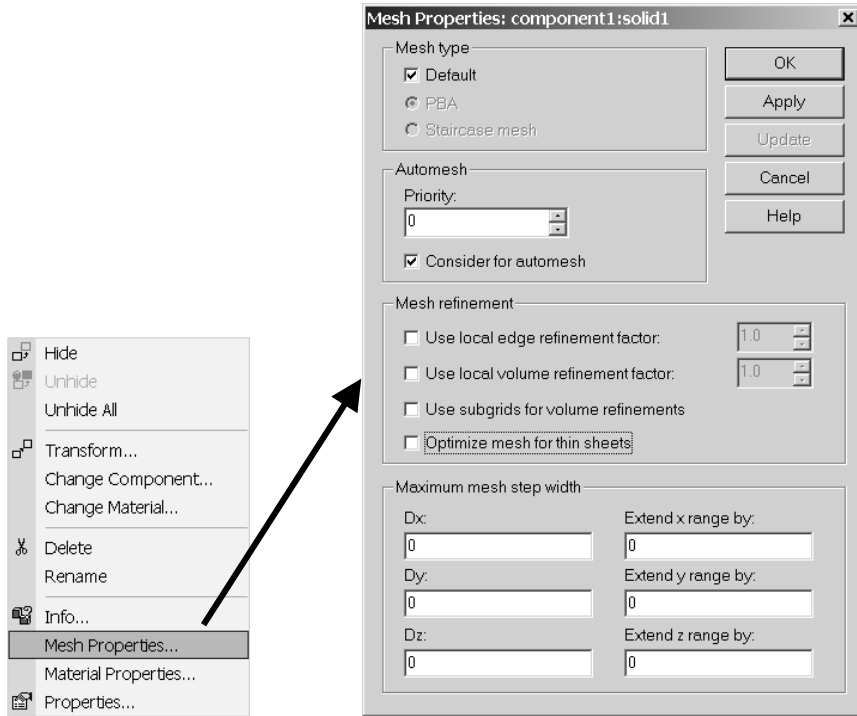 Mesh Properties: component1:solid1
Mesh type
Default
PBA
Staircase mesh
OK
Apply
Update
Cancel
Help
Automesh
Priority:
0
Consider for automesh
Mesh refinement
Use local edge refinement factor: 1.0
Use local volume refinement factor: 1.0
Use subgrids for volume refinements
Optimize mesh for thin sheets
Maximum mesh step width
Dx: Extend x range by:
0 0
Dy: Extend y range by:
0 0
Dz: Extend z range by:
0 0
Hide
Unhide
Unhide All
Transform...
Change Component...
Change Material...
Delete
Rename
Info...
Mesh Properties...
Material Properties...
Properties...